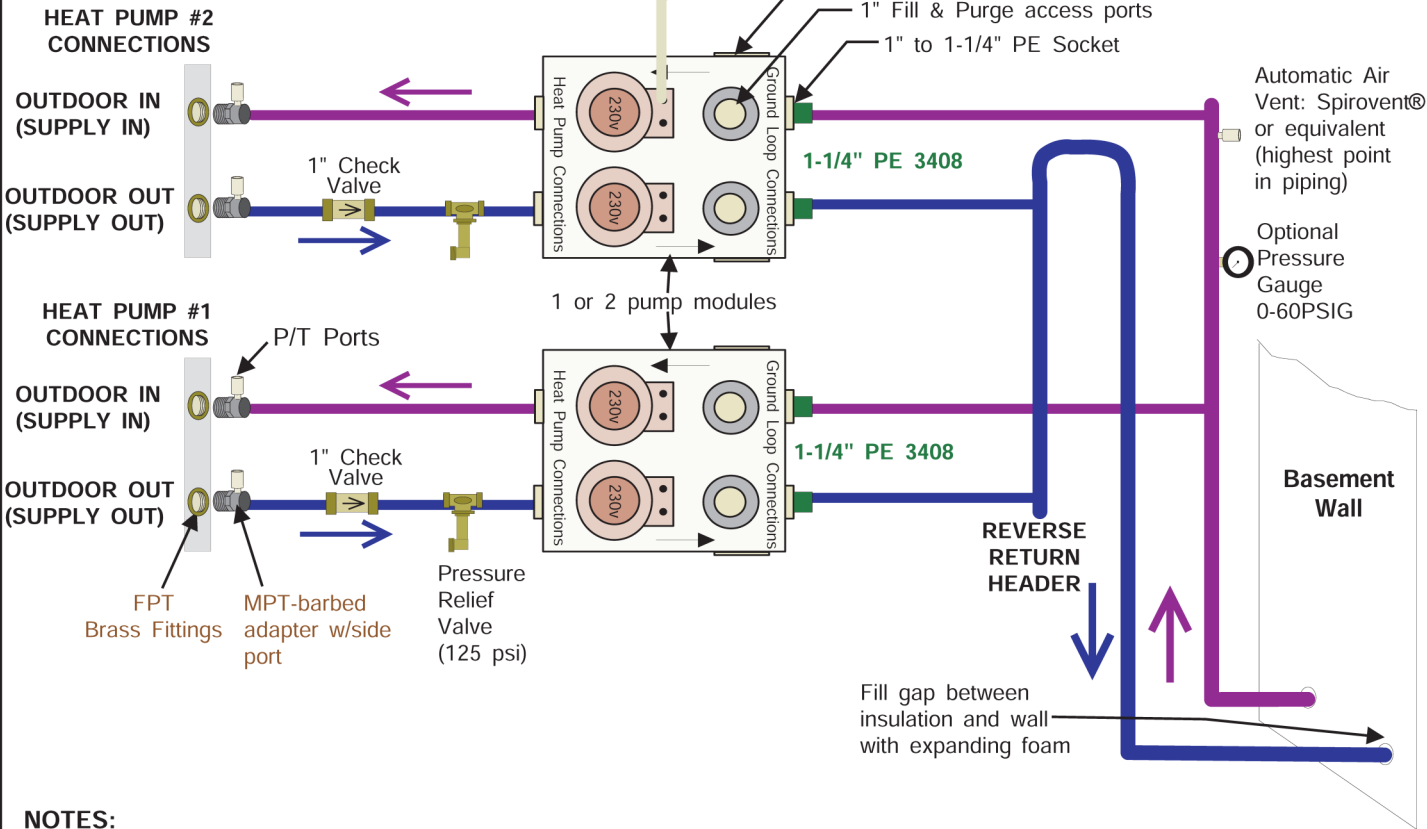 HEAT PUMP #2
CONNECTIONS
1" Fill & Purge access ports
1" to 1-1/4" PE Socket
OUTDOOR IN
(SUPPLY IN)
230v
Heat Pump Connections
Ground Loop Connections
1-1/4" PE 3408
Automatic Air
Vent: Spirovent®
or equivalent
(highest point
in piping)
1" Check
Valve
OUTDOOR OUT
(SUPPLY OUT)
230v
Optional
Pressure
Gauge
0-60PSIG
1 or 2 pump modules
HEAT PUMP #1
CONNECTIONS
P/T Ports
OUTDOOR IN
(SUPPLY IN)
230v
Heat Pump Connections
Ground Loop Connections
1-1/4" PE 3408
1" Check
Valve
OUTDOOR OUT
(SUPPLY OUT)
230v
Basement
Wall
REVERSE
RETURN
HEADER
Pressure
Relief
Valve
(125 psi)
FPT
Brass Fittings
MPT-barbed
adapter w/side
port
Fill gap between
insulation and wall
with expanding foam
NOTES: